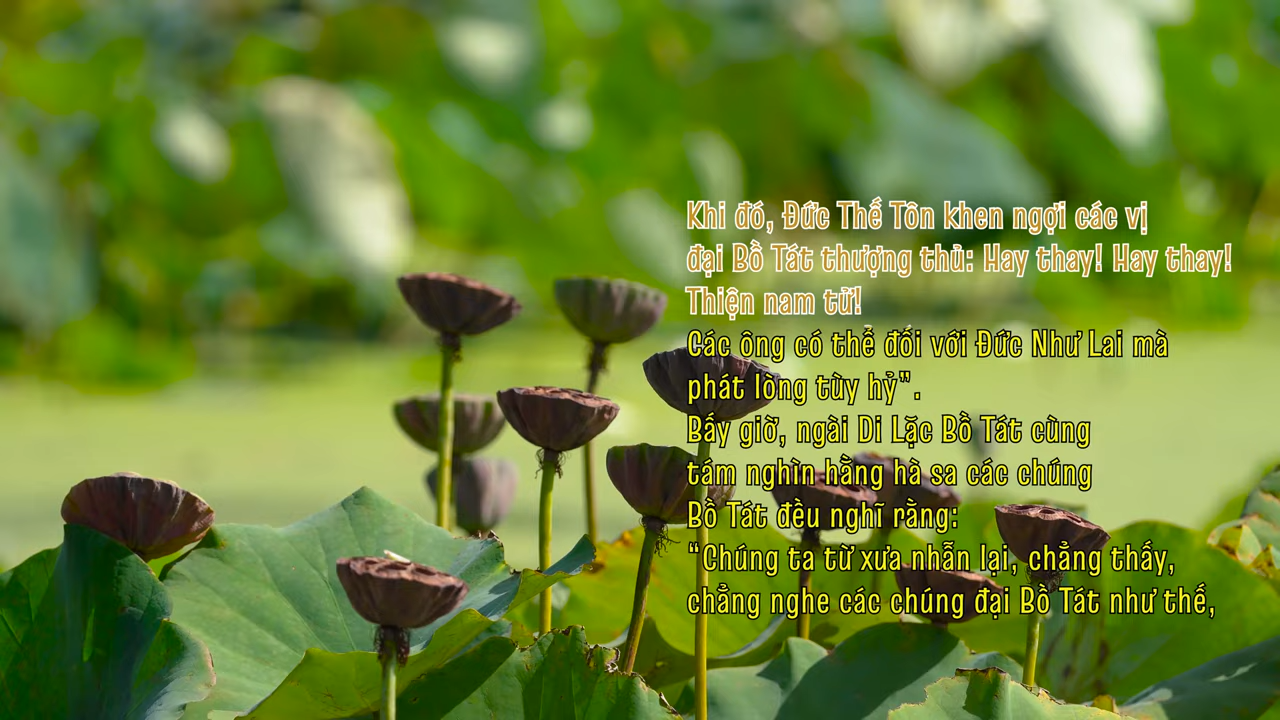 Khi đó, Đức Thế Tôn khen ngợi các vị
đại Bồ Tát thượng thủ: Hay thay! Hay thay!
Thiện nam tử!
Các ông có thể đối với Đức Như Lai mà
phát lòng tùy hỷ”.
Bấy giờ, ngài Di Lặc Bồ Tát cùng
tám nghìn hằng hà sa các chúng
Bồ Tát đều nghĩ rằng:
“Chúng ta từ xưa nhẫn lại, chẳng thấy,
chẳng nghe các chúng đại Bồ Tát như thế,